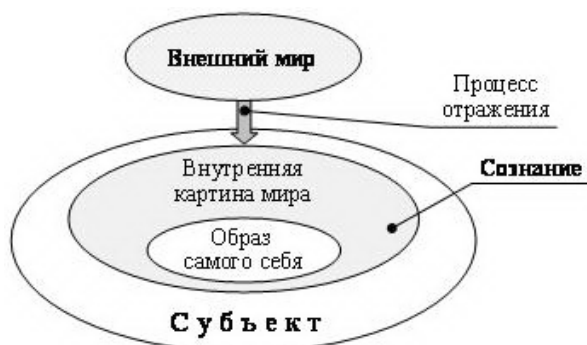 Внешний мир
Процесс
отражения
Внутренняя
картина мира
Сознание
Образ
самого себя
Субъект